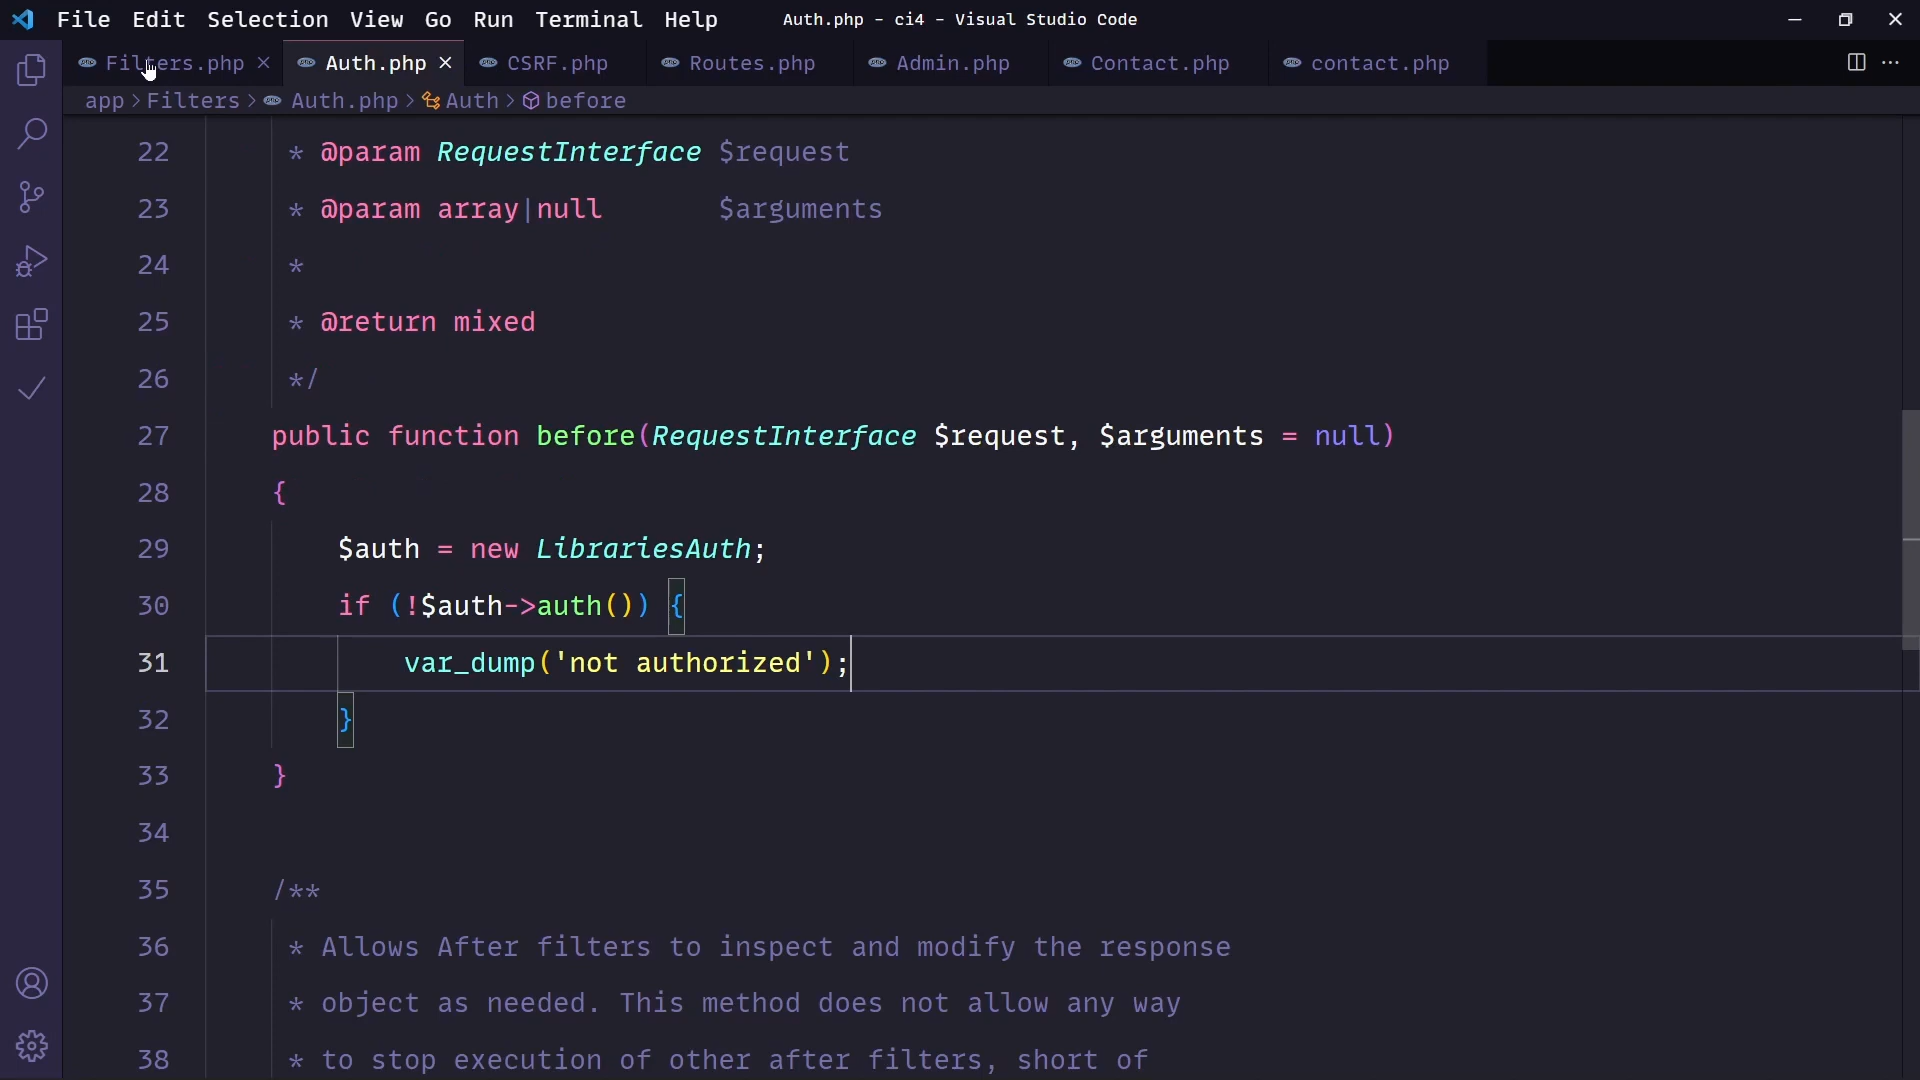 File Edit Selection View Go Run Terminal Help Auth.php - ci4 - Visual Studio Code
Filters.php Auth.php CSRF.php Routes.php Admin.php Contact.php contact.php
app > Filters > Auth.php > Auth > before
22 * @param RequestInterface $request
23 * @param array|null $arguments
24 *
25 * @return mixed
26 */
27 public function before(RequestInterface $request, $arguments = null)
28 {
29 $auth = new LibrariesAuth;
30 if (!$auth->auth()) {
31 var_dump('not authorized');
32 }
33 }
34
35 /**
36 * Allows After filters to inspect and modify the response
37 * object as needed. This method does not allow any way
38 * to stop execution of other after filters, short of